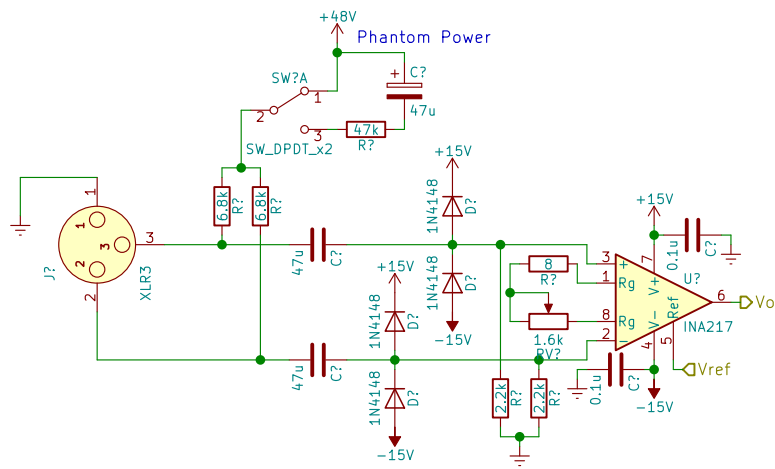 +48V
Phantom Power
SW?A
1
2
3
SW_DPDT_x2
+
C?
47u
47k
R?
+15V
1N4148
D?
6.8k
R?
6.8k
R?
1
1
3
3
2
2
J?
XLR3
47u
C?
1N4148
D?
-15V
+15V
1N4148
D?
47u
C?
1N4148
D?
-15V
8
R?
1.6k
RV?
2.2k
R?
2.2k
R?
+15V
0.1u
C?
U?
7
3
+
1
Rg
V+
Ref
6
Vo
8
Rg
2
-
V-
INA217
4
5
Vref
0.1u
C?
-15V